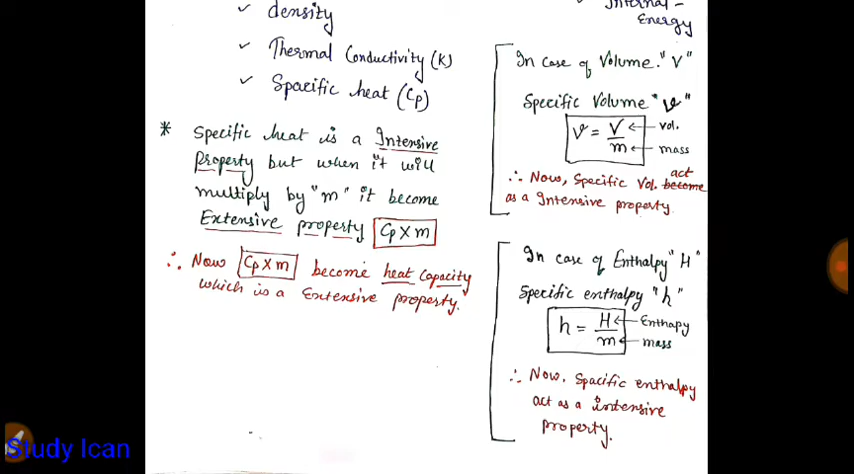 ✓ density
✓ Thermal Conductivity (K)
✓ Spacific heat (Cp)
* Specific heat is a Intensive
Property but when it will
multiply by "m" it become
Extensive property Cp×m
∴ Now Cp×m become heat Capacity
which is a Extensive property.
✓ Internal-
Energy
In case of Volume "V"
Specific Volume "v"
v = V/m ← vol. ← mass
∴ Now, Specific Vol. become act
as a Intensive property.
In case of Enthalpy "H"
Specific enthalpy "h"
h = H/m ← Enthapy ← mass
∴ Now, Spacific enthalpy
act as a intensive
property.
Study Ican